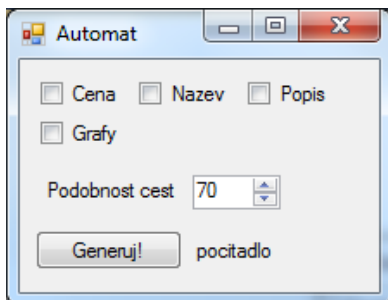 Automat
Cena Nazev Popis
Grafy
Podobnost cest 70
Generuj! pocitadlo